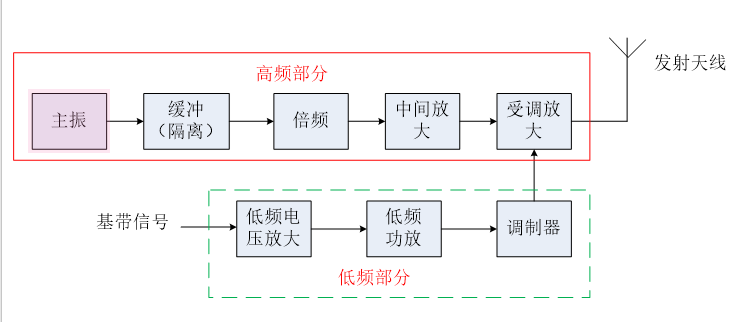 高频部分
发射天线
主振
缓冲
（隔离）
倍频
中间放
大
受调放
大
基带信号
低频电
压放大
低频
功放
调制器
低频部分